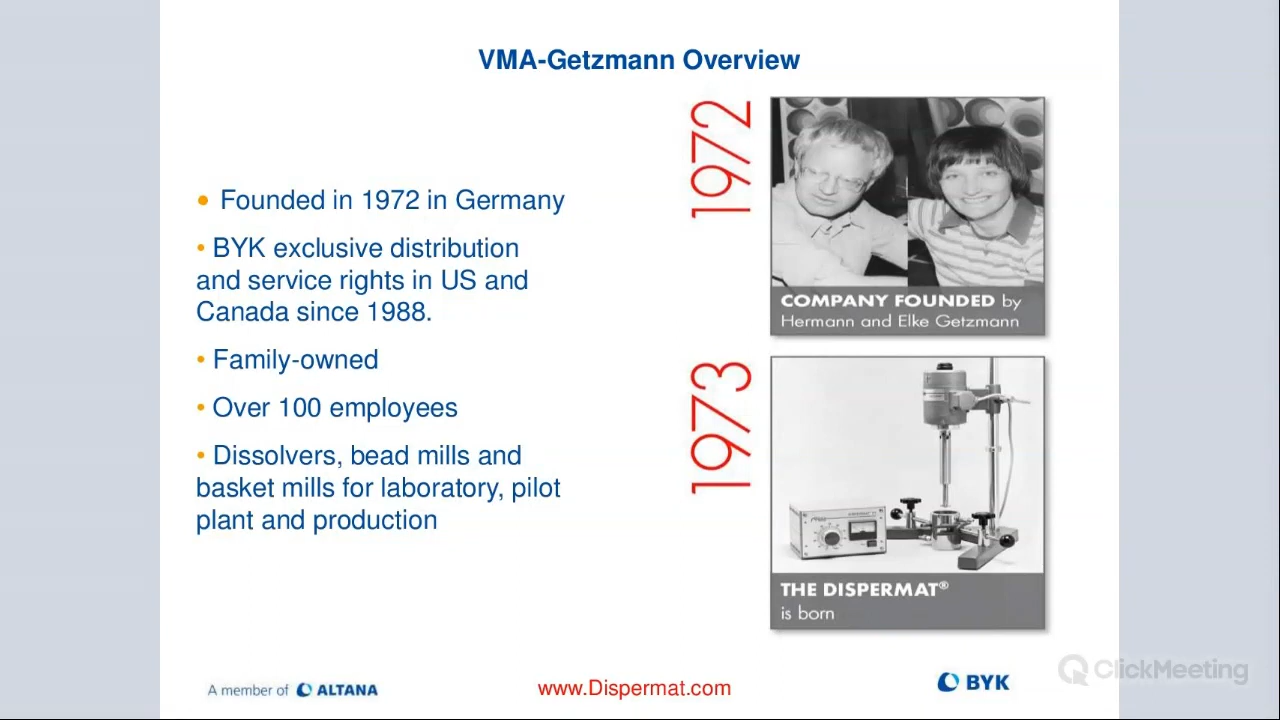 VMA-Getzmann Overview
• Founded in 1972 in Germany
• BYK exclusive distribution
and service rights in US and
Canada since 1988.
• Family-owned
• Over 100 employees
• Dissolvers, bead mills and
basket mills for laboratory, pilot
plant and production
1972
COMPANY FOUNDED by
Hermann and Elke Getzmann
1973
THE DISPERMAT®
is born
A member of ALTANA
www.Dispermat.com
BYK
ClickMeeting